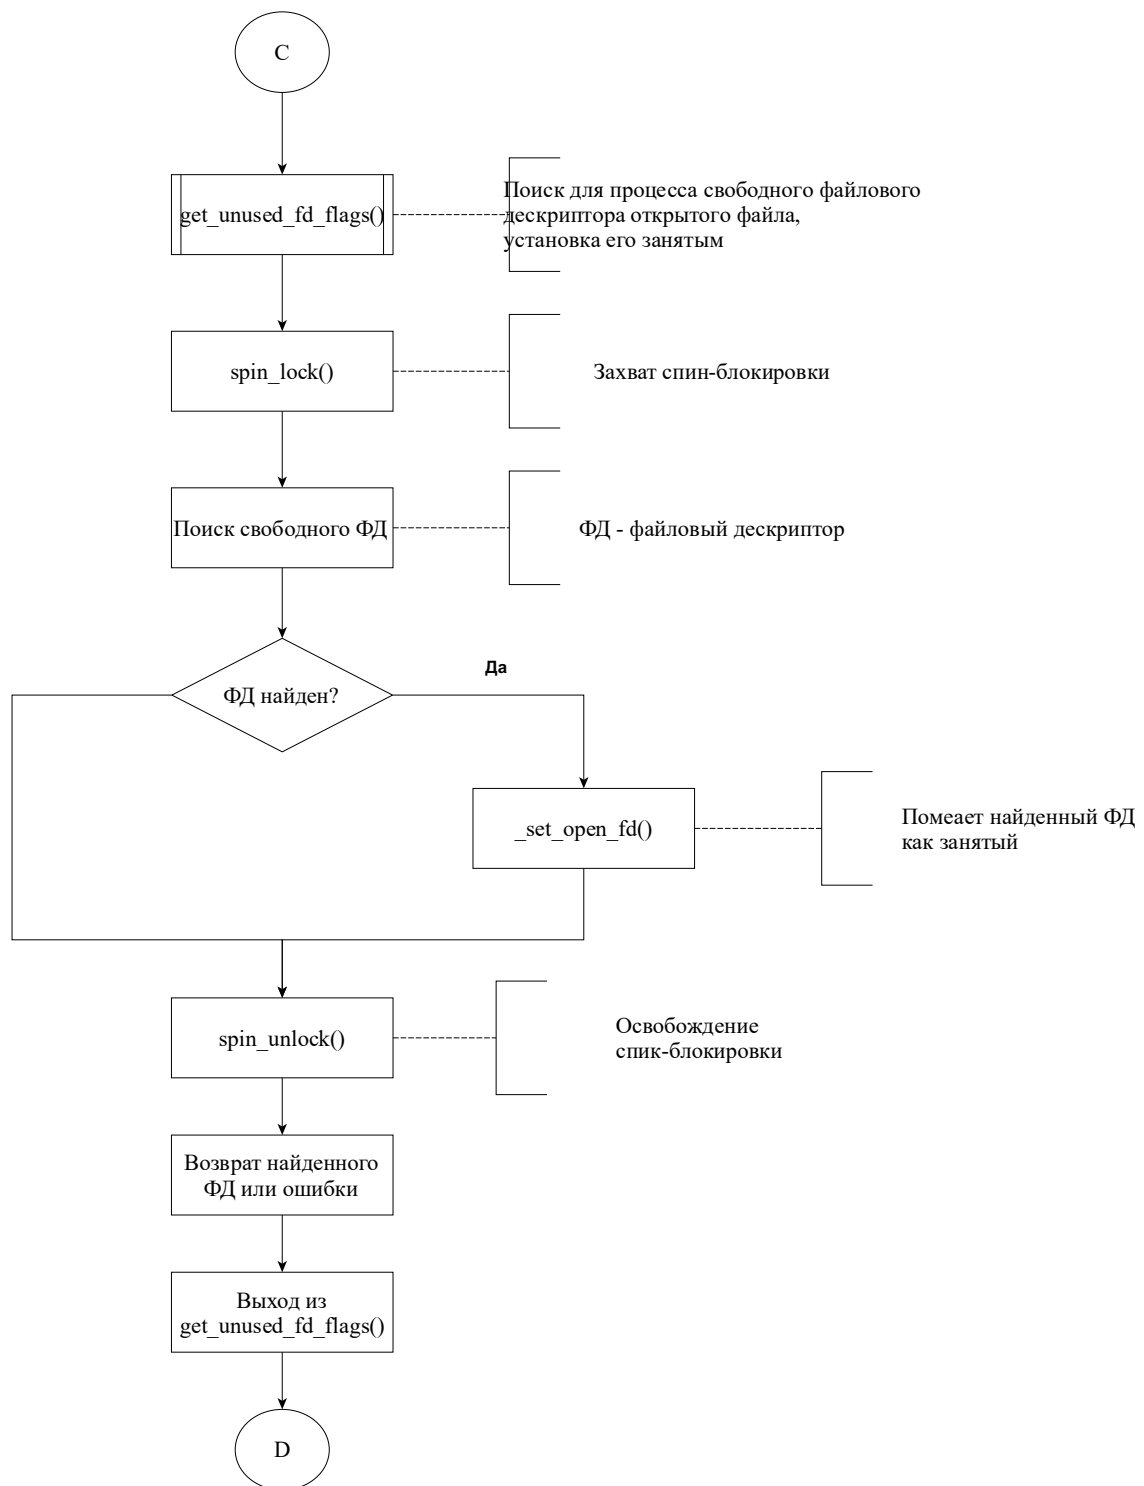 C
get_unused_fd_flags()
Поиск для процесса свободного файлового
дескриптора открытого файла,
установка его занятым
spin_lock()
Захват спин-блокировки
Поиск свободного ФД
ФД - файловый дескриптор
ФД найден?
Да
_set_open_fd()
Помеает найденный ФД
как занятый
spin_unlock()
Освобождение
спик-блокировки
Возврат найденного
ФД или ошибки
Выход из
get_unused_fd_flags()
D